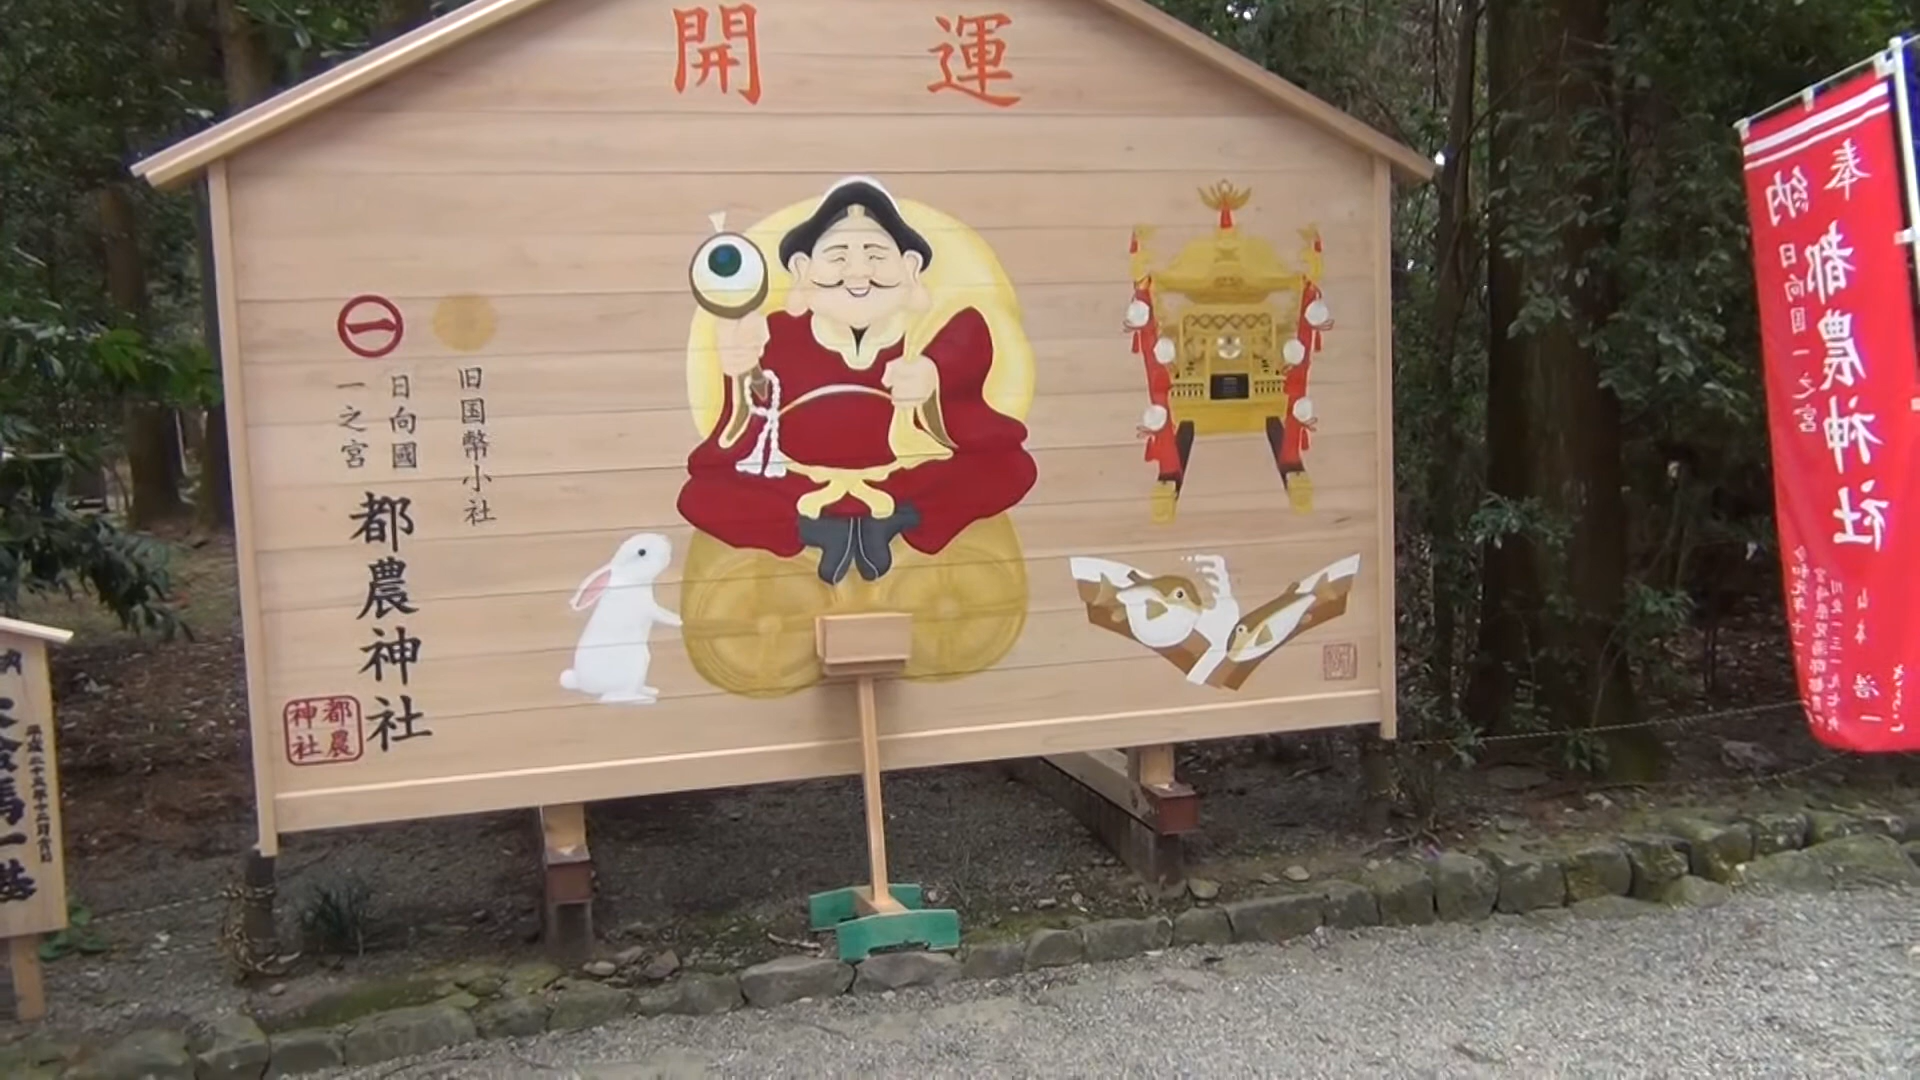 開運
旧国幣小社
日向國
一之宮
都農神社
都農
神社
奉納
日向国一之宮
都農神社